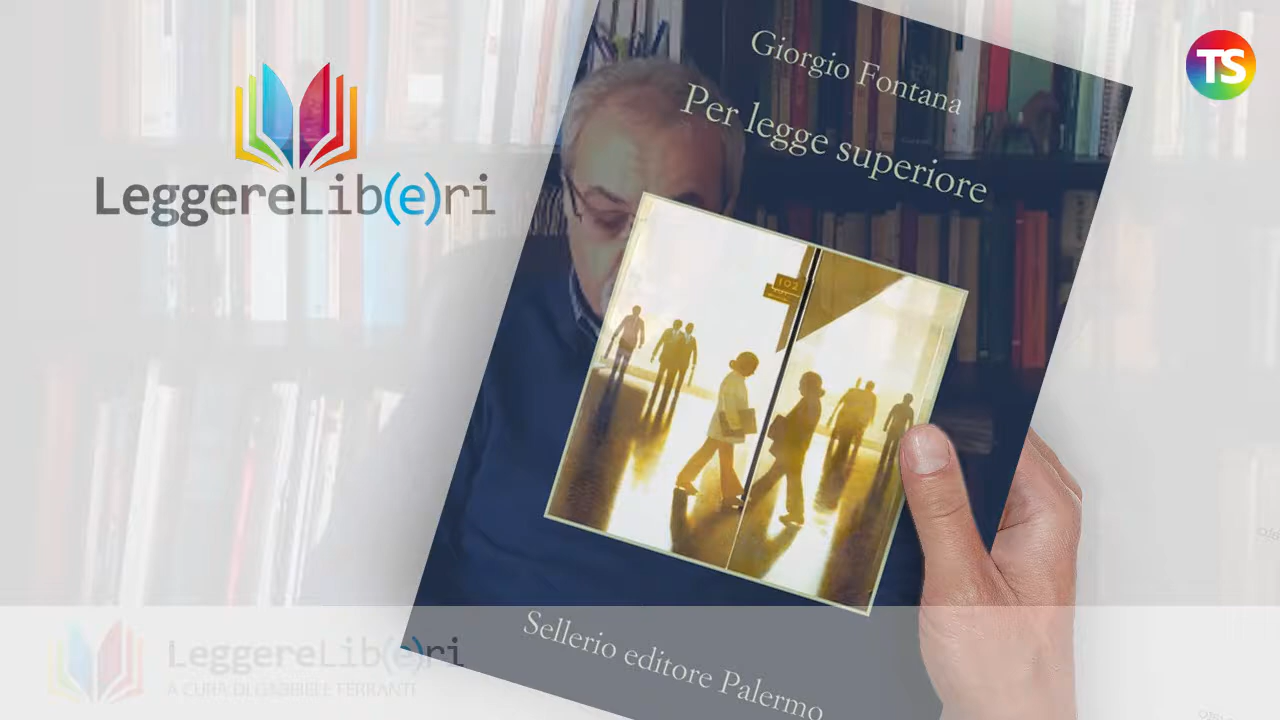 TS
LeggereLib(e)ri
Giorgio Fontana
Per legge superiore
102
Sellerio editore Palermo
LeggereLib(e)ri
A CURA DI GABRIELE FERRANTI